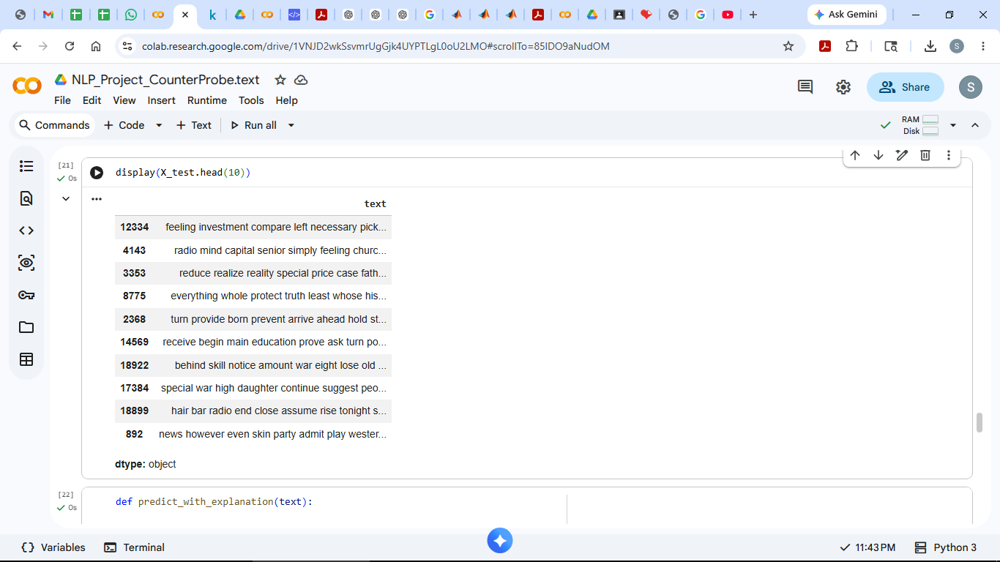 Ask Gemini
colab.research.google.com/drive/1VNJD2wkSsvmrUgGjk4UYPTLgL0oU2LMO#scrollTo=85IDO9aNudOM
S
NLP_Project_CounterProbe.text
File Edit View Insert Runtime Tools Help
Share
S
Commands + Code + Text Run all
RAM
Disk
[21]
0s
display(X_test.head(10))
text
12334 feeling investment compare left necessary pick...
4143 radio mind capital senior simply feeling churc...
3353 reduce realize reality special price case fath...
8775 everything whole protect truth least whose his...
2368 turn provide born prevent arrive ahead hold st...
14569 receive begin main education prove ask turn po...
18922 behind skill notice amount war eight lose old ...
17384 special war high daughter continue suggest peo...
18899 hair bar radio end close assume rise tonight s...
892 news however even skin party admit play wester...
dtype: object
[22]
0s
def predict_with_explanation(text):
{} Variables Terminal
11:43 PM Python 3